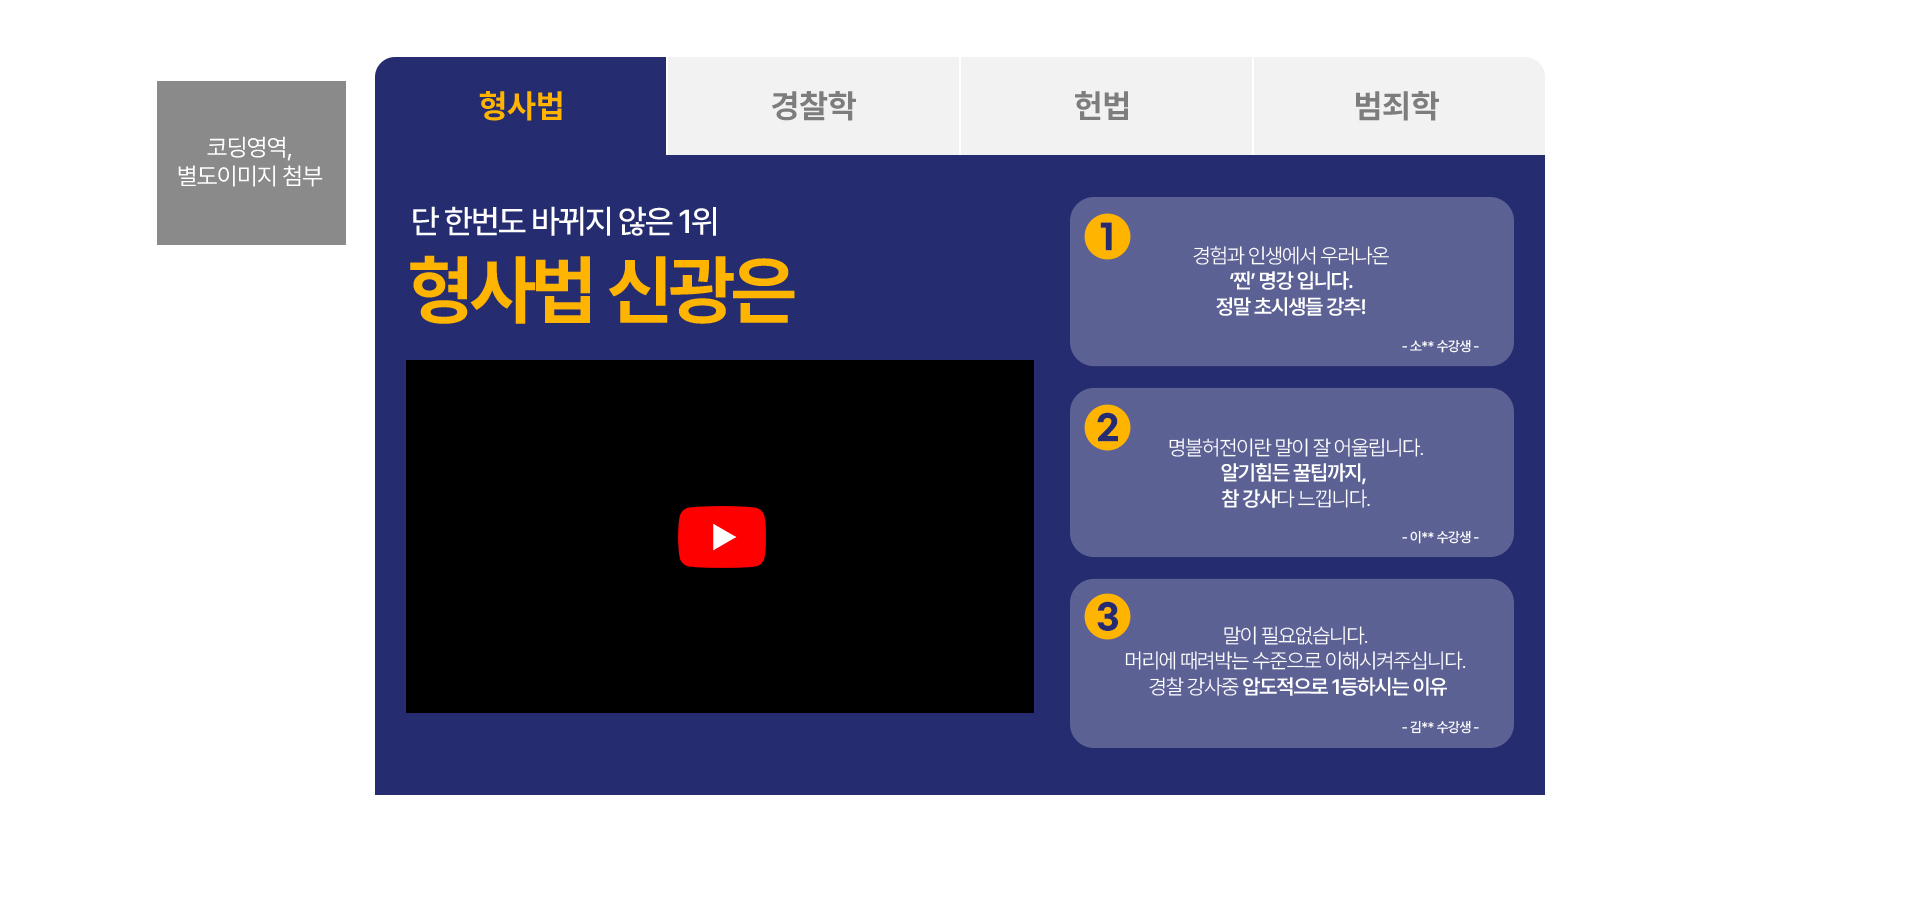 코딩영역,
별도이미지 첨부
형사법
경찰학
헌법
범죄학
단 한번도 바뀌지 않은 1위
형사법 신광은
1
경험과 인생에서 우러나온
‘찐’ 명강 입니다.
정말 초시생들 강추!
- 소** 수강생 -
2
명불허전이란 말이 잘 어울립니다.
알기힘든 꿀팁까지,
참 강사다 느낍니다.
- 이** 수강생 -
3
말이 필요없습니다.
머리에 때려박는 수준으로 이해시켜주십니다.
경찰 강사중 압도적으로 1등하시는 이유
- 김** 수강생 -